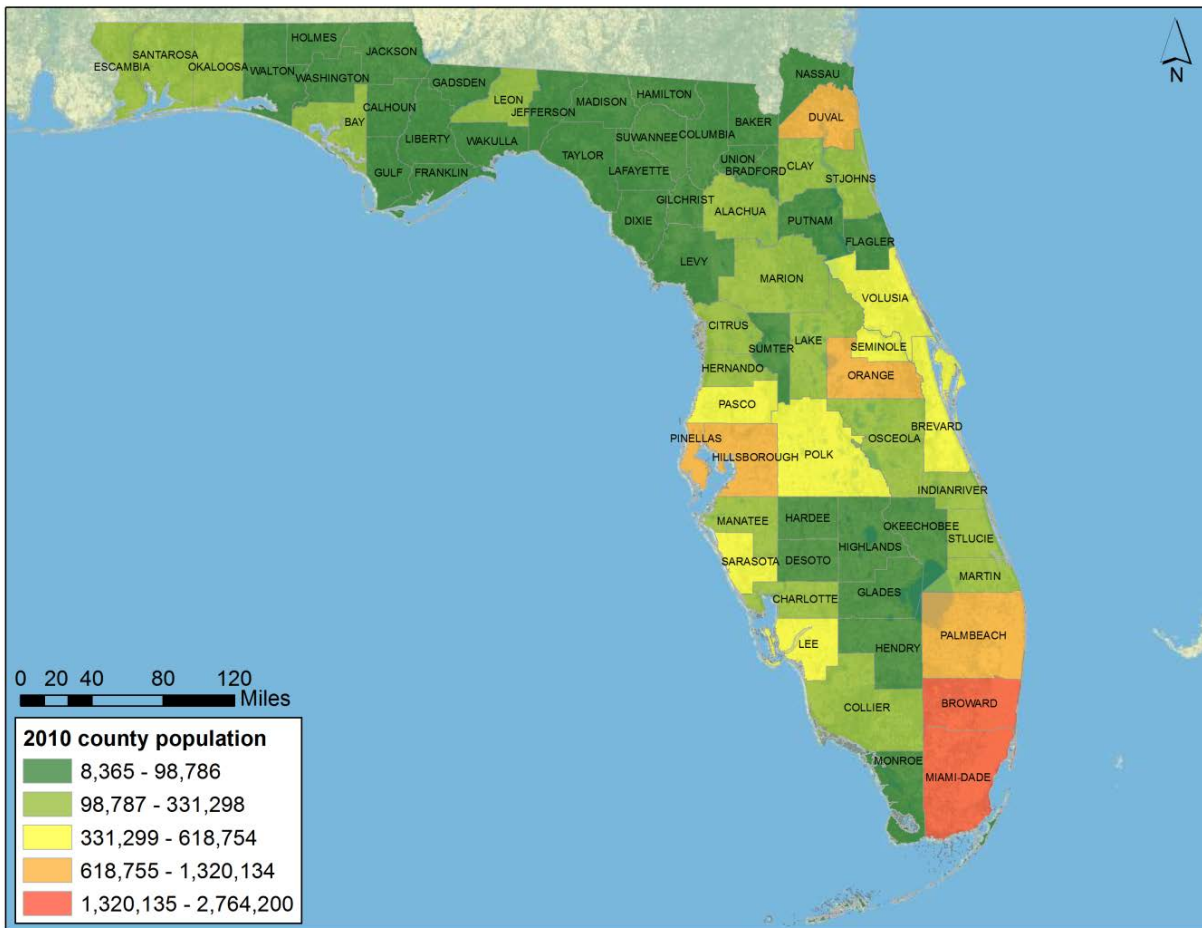 N
HOLMES
SANTAROSA
JACKSON
ESCAMBIA
OKALOOSA
WALTON
WASHINGTON
NASSAU
GADSDEN
LEON
JEFFERSON
MADISON
HAMILTON
BAKER
DUVAL
BAY
CALHOUN
LIBERTY
WAKULLA
SUWANNEE
COLUMBIA
TAYLOR
UNION
BRADFORD
CLAY
STJOHNS
GULF
FRANKLIN
LAFAYETTE
GILCHRIST
ALACHUA
PUTNAM
DIXIE
FLAGLER
LEVY
MARION
VOLUSIA
CITRUS
SUMTER
LAKE
SEMINOLE
HERNANDO
ORANGE
PASCO
BREVARD
PINELLAS
HILLSBOROUGH
POLK
OSCEOLA
INDIANRIVER
MANATEE
HARDEE
OKEECHOBEE
STLUCIE
HIGHLANDS
SARASOTA
DESOTO
MARTIN
CHARLOTTE
GLADES
LEE
HENDRY
PALMBEACH
COLLIER
BROWARD
MONROE
MIAMI-DADE
0 20 40 80 120
Miles
2010 county population
8,365 - 98,786
98,787 - 331,298
331,299 - 618,754
618,755 - 1,320,134
1,320,135 - 2,764,200